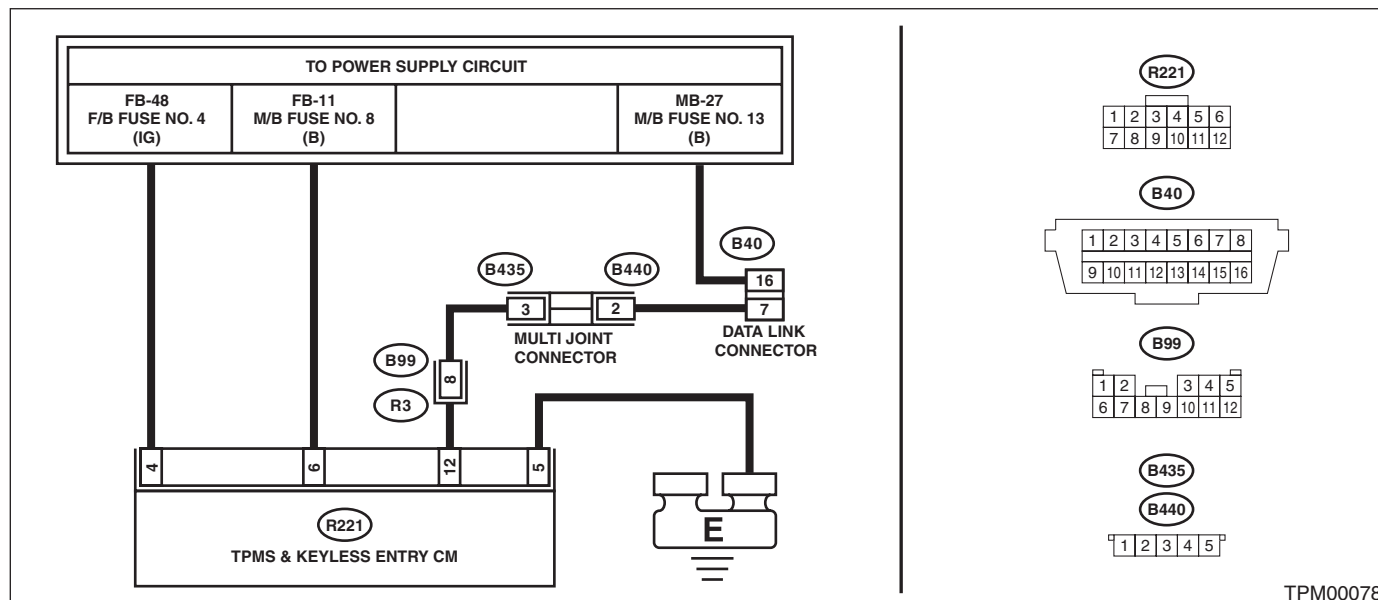 TO POWER SUPPLY CIRCUIT
FB-48
F/B FUSE NO. 4
(IG)
FB-11
M/B FUSE NO. 8
(B)
MB-27
M/B FUSE NO. 13
(B)
B40
B435
B440
16
3
2
7
MULTI JOINT
CONNECTOR
DATA LINK
CONNECTOR
B99
8
R3
4
6
12
5
R221
TPMS & KEYLESS ENTRY CM
E
R221
1 2 3 4 5 6
7 8 9 10 11 12
B40
1 2 3 4 5 6 7 8
9 10 11 12 13 14 15 16
B99
1 2 3 4 5
6 7 8 9 10 11 12
B435
B440
1 2 3 4 5
TPM00078